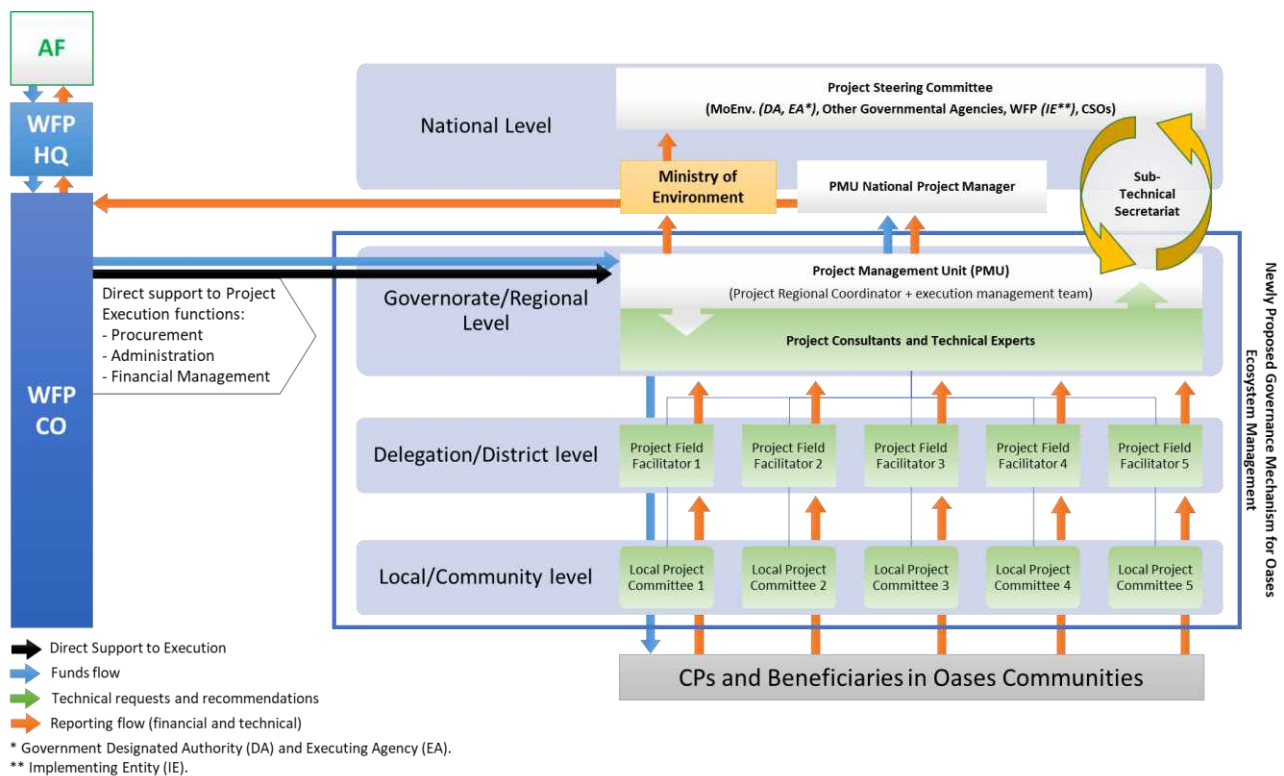 AF
WFP
HQ
WFP
CO
National Level
Project Steering Committee
(MoEnv. (DA, EA*), Other Governmental Agencies, WFP (IE**), CSOs)
Ministry of
Environment
PMU National Project Manager
Sub-
Technical
Secretariat
Direct support to Project
Execution functions:
- Procurement
- Administration
- Financial Management
Governorate/Regional
Level
Project Management Unit (PMU)
(Project Regional Coordinator + execution management team)
Project Consultants and Technical Experts
Delegation/District level
Project Field
Facilitator 1
Project Field
Facilitator 2
Project Field
Facilitator 3
Project Field
Facilitator 4
Project Field
Facilitator 5
Local/Community level
Local Project
Committee 1
Local Project
Committee 2
Local Project
Committee 3
Local Project
Committee 4
Local Project
Committee 5
CPs and Beneficiaries in Oases Communities
Newly Proposed Governance Mechanism for Oases
Ecosystem Management
Direct Support to Execution
Funds flow
Technical requests and recommendations
Reporting flow (financial and technical)
* Government Designated Authority (DA) and Executing Agency (EA).
** Implementing Entity (IE).